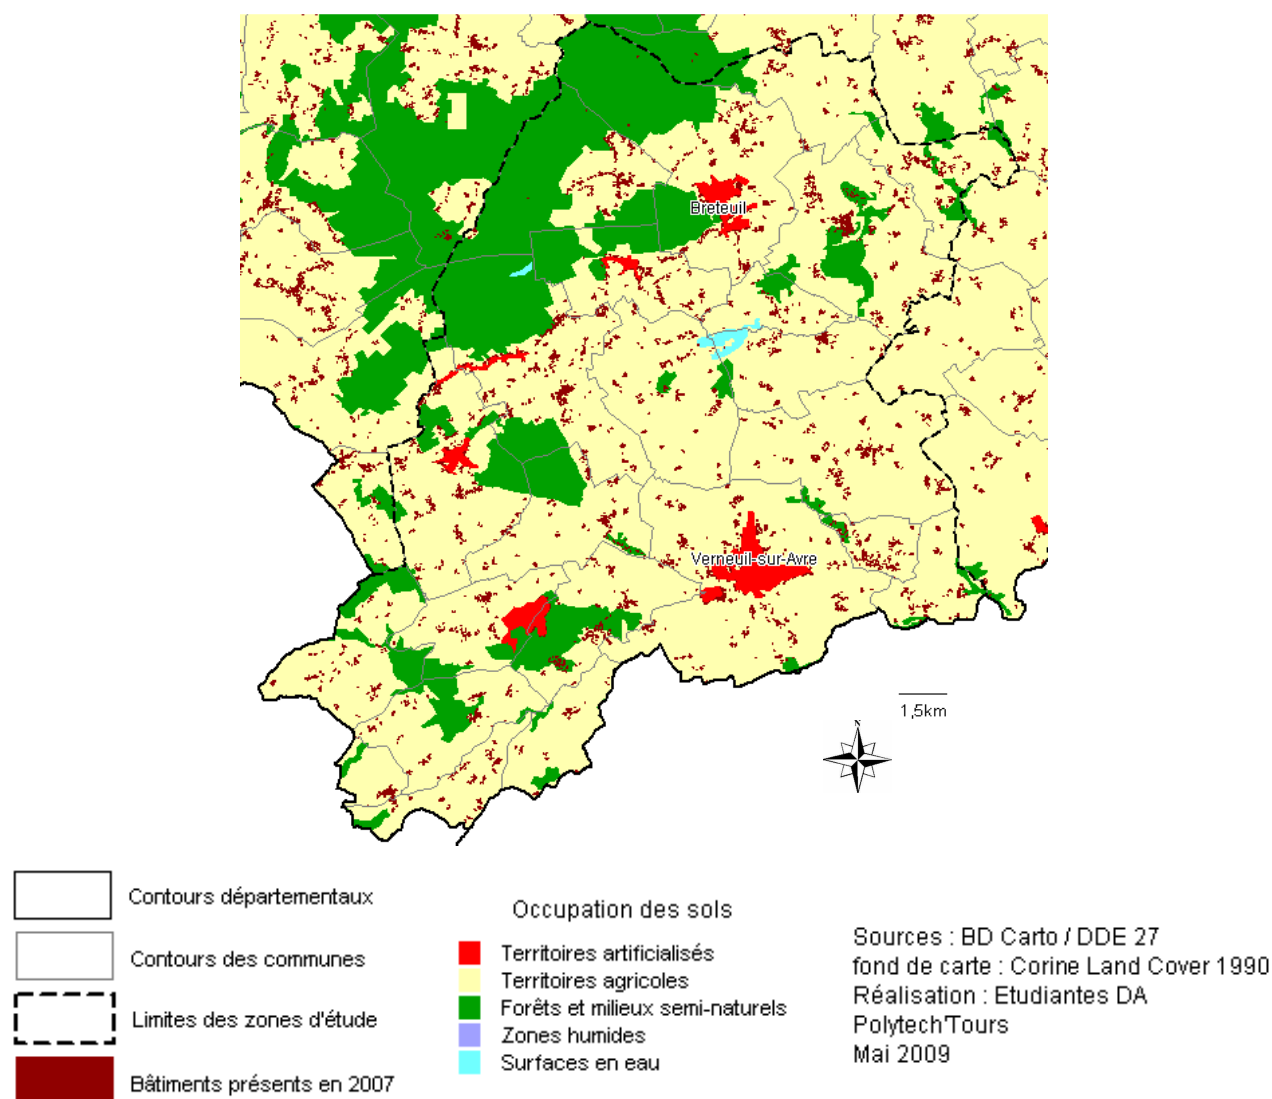 Breteuil
Verneuil-sur-Avre
1,5km
N
Contours départementaux
Contours des communes
Limites des zones d'étude
Bâtiments présents en 2007
Occupation des sols
Territoires artificialisés
Territoires agricoles
Forêts et milieux semi-naturels
Zones humides
Surfaces en eau
Sources : BD Carto / DDE 27
fond de carte : Corine Land Cover 1990
Réalisation : Etudiantes DA
Polytech'Tours
Mai 2009